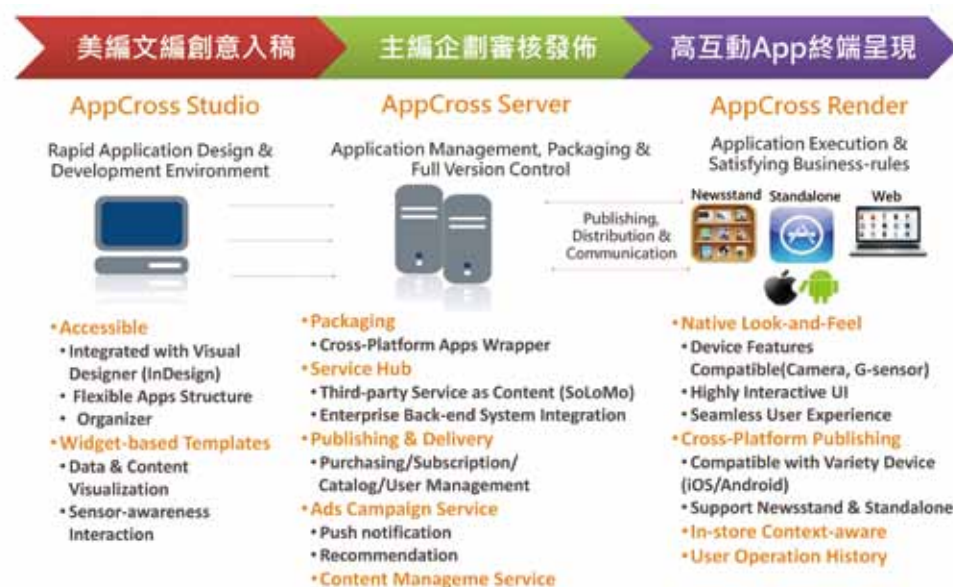 美編文編創意入稿
主編企劃審核發佈
高互動App終端呈現
AppCross Studio
Rapid Application Design &
Development Environment
•Accessible
•Integrated with Visual
Designer (InDesign)
• Flexible Apps Structure
• Organizer
•Widget-based Templates
•Data & Content
Visualization
•Sensor-awareness
Interaction
AppCross Server
Application Management, Packaging &
Full Version Control
Publishing,
Distribution &
Communication
•Packaging
•Cross-Platform Apps Wrapper
•Service Hub
•Third-party Service as Content (SoLoMo)
•Enterprise Back-end System Integration
•Publishing & Delivery
•Purchasing/Subscription/
Catalog/User Management
•Ads Campaign Service
•Push notification
•Recommendation
•Content Manageme Service
AppCross Render
Application Execution &
Satisfying Business-rules
Newsstand
Standalone
Web
•Native Look-and-Feel
•Device Features
Compatible(Camera, G-sensor)
•Highly Interactive UI
•Seamless User Experience
•Cross-Platform Publishing
•Compatible with Variety Device
(iOS/Android)
•Support Newsstand & Standalone
•In-store Context-aware
•User Operation History